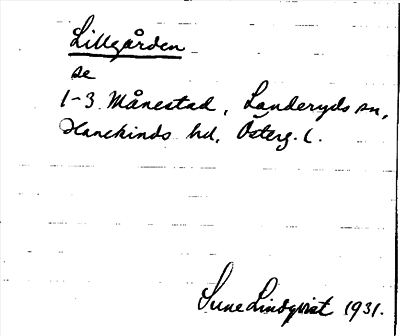 Lillgården
se
1-3 Månestad, Landeryds sn,
Hanekinds hd, Österg. l.
Sune Lindqvist 1931.